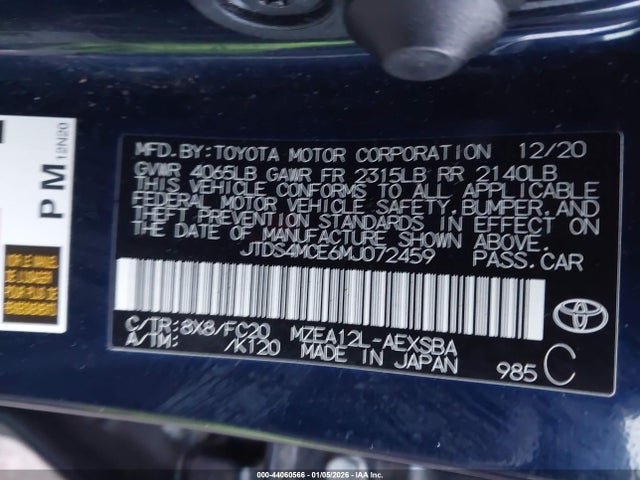 MFD. BY: TOYOTA MOTOR CORPORATION 12/20
GVWR 4065LB GAWR FR 2315LB RR 2140LB
THIS VEHICLE CONFORMS TO ALL APPLICABLE
FEDERAL MOTOR VEHICLE SAFETY, BUMPER, AND
THEFT PREVENTION STANDARDS IN EFFECT ON
THE DATE OF MANUFACTURE SHOWN ABOVE.
JTDS4MCE6MJ072459 PASS.CAR
C/TR: 8X8/FC20 MZEA12L-AEXSBA
A/TM: /K120 MADE IN JAPAN 985 C
TOYOTA
PM
12N20
000-44060566 - 01/05/2026 - IAA Inc.